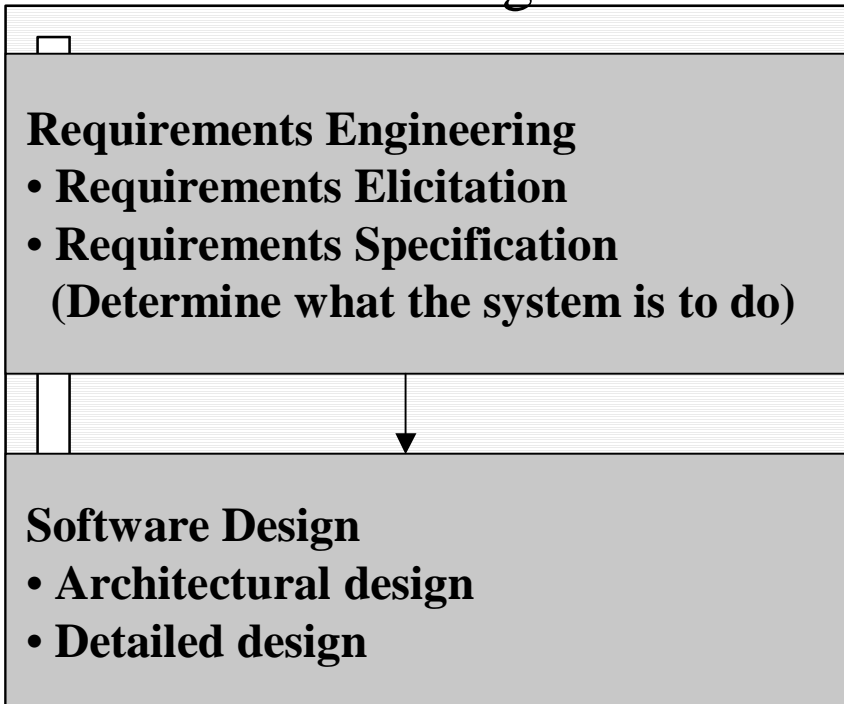 Requirements Engineering
• Requirements Elicitation
• Requirements Specification
(Determine what the system is to do)
Software Design
• Architectural design
• Detailed design